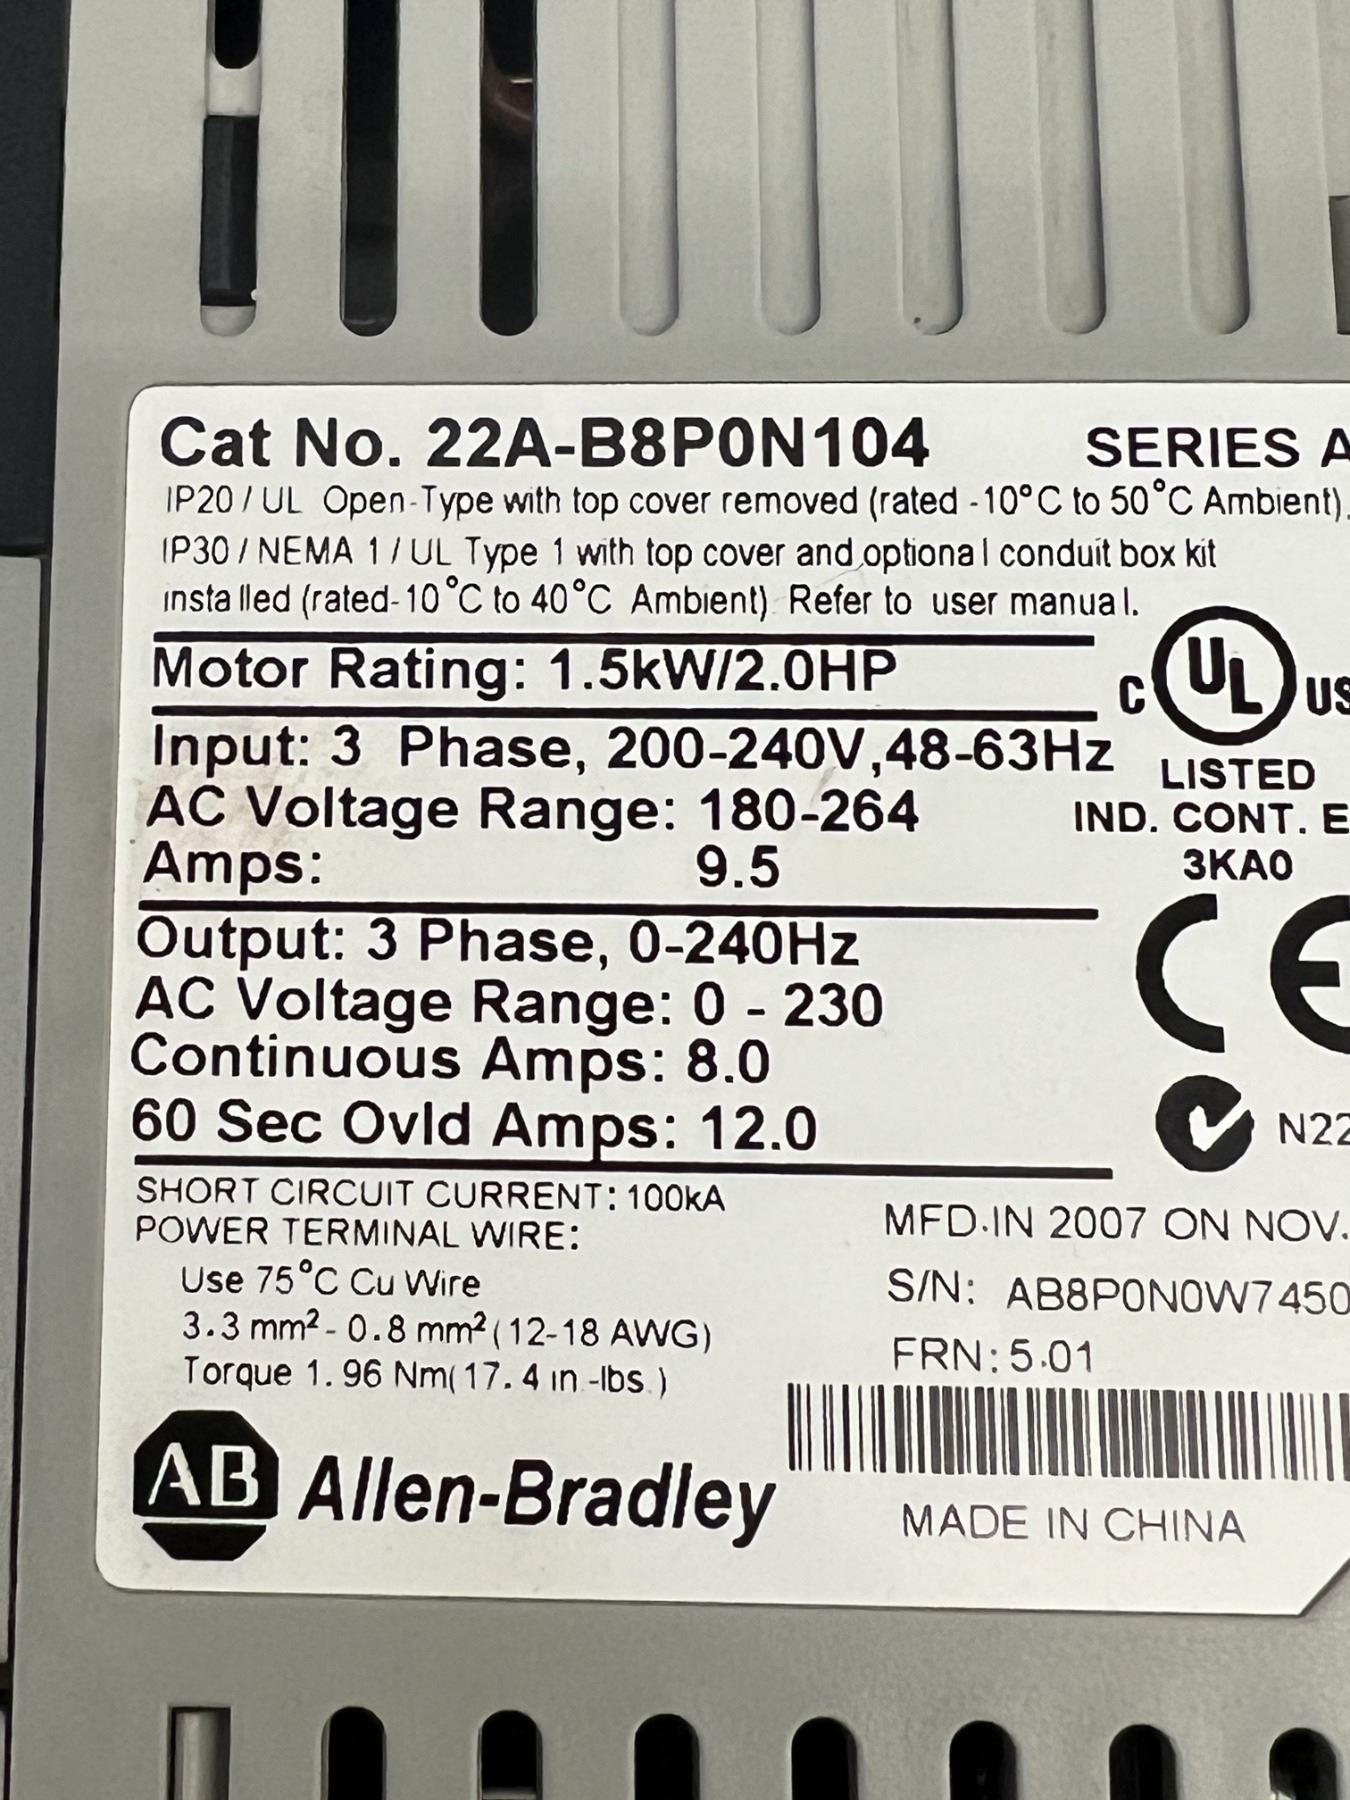 Cat No. 22A-B8P0N104
SERIES A
IP20 / UL Open-Type with top cover removed (rated -10°C to 50°C Ambient).
IP30 / NEMA 1 / UL Type 1 with top cover and optional conduit box kit
installed (rated-10°C to 40°C Ambient) Refer to user manual.
Motor Rating: 1.5kW/2.0HP
C UL US
LISTED
IND. CONT. E
3KA0
Input: 3 Phase, 200-240V,48-63Hz
AC Voltage Range: 180-264
Amps: 9.5
CE
Output: 3 Phase, 0-240Hz
AC Voltage Range: 0 - 230
Continuous Amps: 8.0
60 Sec Ovld Amps: 12.0
N22
SHORT CIRCUIT CURRENT: 100kA
POWER TERMINAL WIRE:
Use 75°C Cu Wire
3.3 mm² - 0.8 mm² (12-18 AWG)
Torque 1.96 Nm(17.4 in.-lbs.)
MFD.IN 2007 ON NOV.
S/N: AB8P0N0W7450
FRN: 5.01
AB Allen-Bradley
MADE IN CHINA